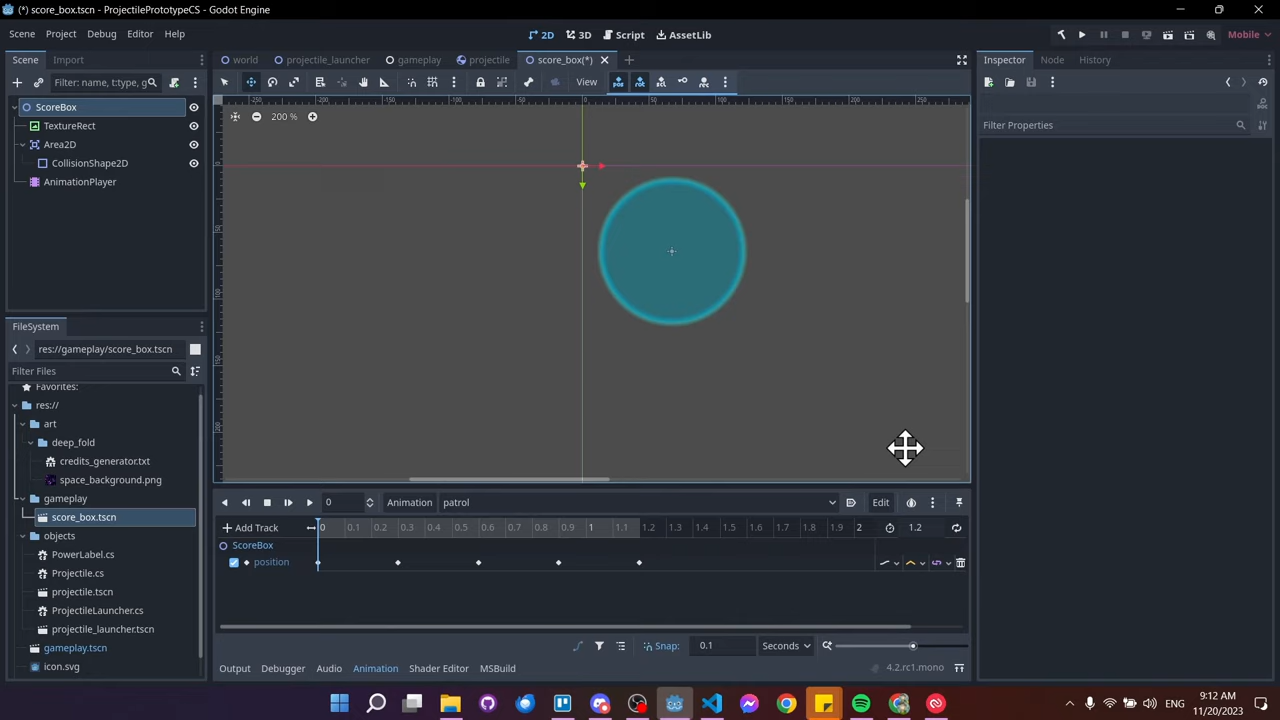 (*) score_box.tscn - ProjectilePrototypeCS - Godot Engine
Scene Project Debug Editor Help
2D 3D Script AssetLib
Mobile
Scene Import
world projectile_launcher gameplay projectile score_box(*)
Inspector Node History
Filter: name, t:type, g
View
ScoreBox
TextureRect
Area2D
CollisionShape2D
AnimationPlayer
200 %
Filter Properties
FileSystem
res://gameplay/score_box.tscn
Filter Files
Favorites:
res://
art
deep_fold
credits_generator.txt
space_background.png
gameplay
score_box.tscn
objects
PowerLabel.cs
Projectile.cs
projectile.tscn
ProjectileLauncher.cs
projectile_launcher.tscn
gameplay.tscn
icon.svg
0 Animation patrol Edit
Add Track 0 0.1 0.2 0.3 0.4 0.5 0.6 0.7 0.8 0.9 1 1.1 1.2 1.3 1.4 1.5 1.6 1.7 1.8 1.9 2 1.2
ScoreBox
position
Snap: 0.1 Seconds
Output Debugger Audio Animation Shader Editor MSBuild 4.2.rc1.mono
9:12 AM
11/20/2023